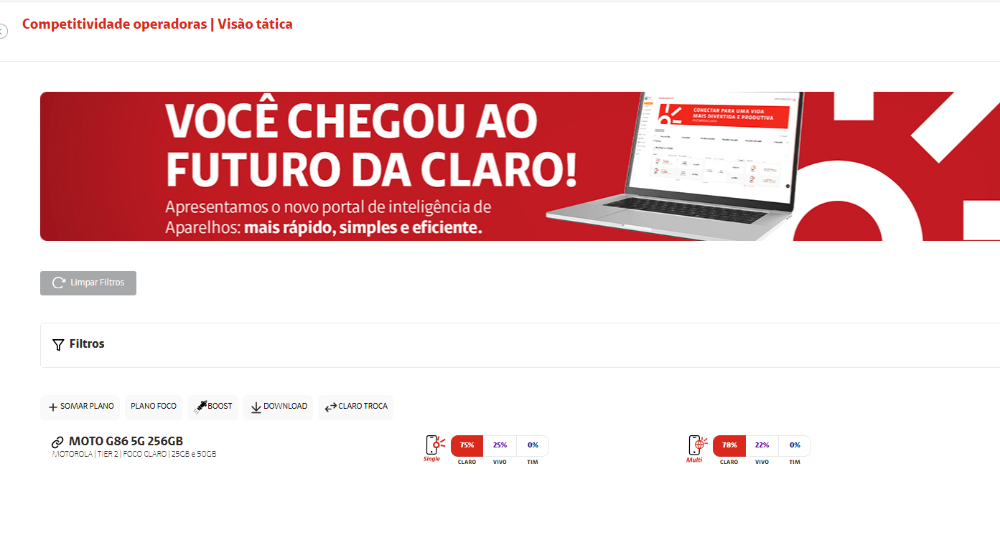 Competitividade operadoras | Visão tática
VOCÊ CHEGOU AO
FUTURO DA CLARO!
Apresentamos o novo portal de inteligência de
Aparelhos: mais rápido, simples e eficiente.
CONECTAR PARA UMA VIDA
MAIS DIVERTIDA E PRODUTIVA
Limpar Filtros
Filtros
SOMAR PLANO
PLANO FOCO
BOOST
DOWNLOAD
CLARO TROCA
MOTO G86 5G 256GB
MOTOROLA | TIER 2 | FOCO CLARO | 25GB e 50GB
Single
75% 25% 0%
CLARO VIVO TIM
Multi
78% 22% 0%
CLARO VIVO TIM